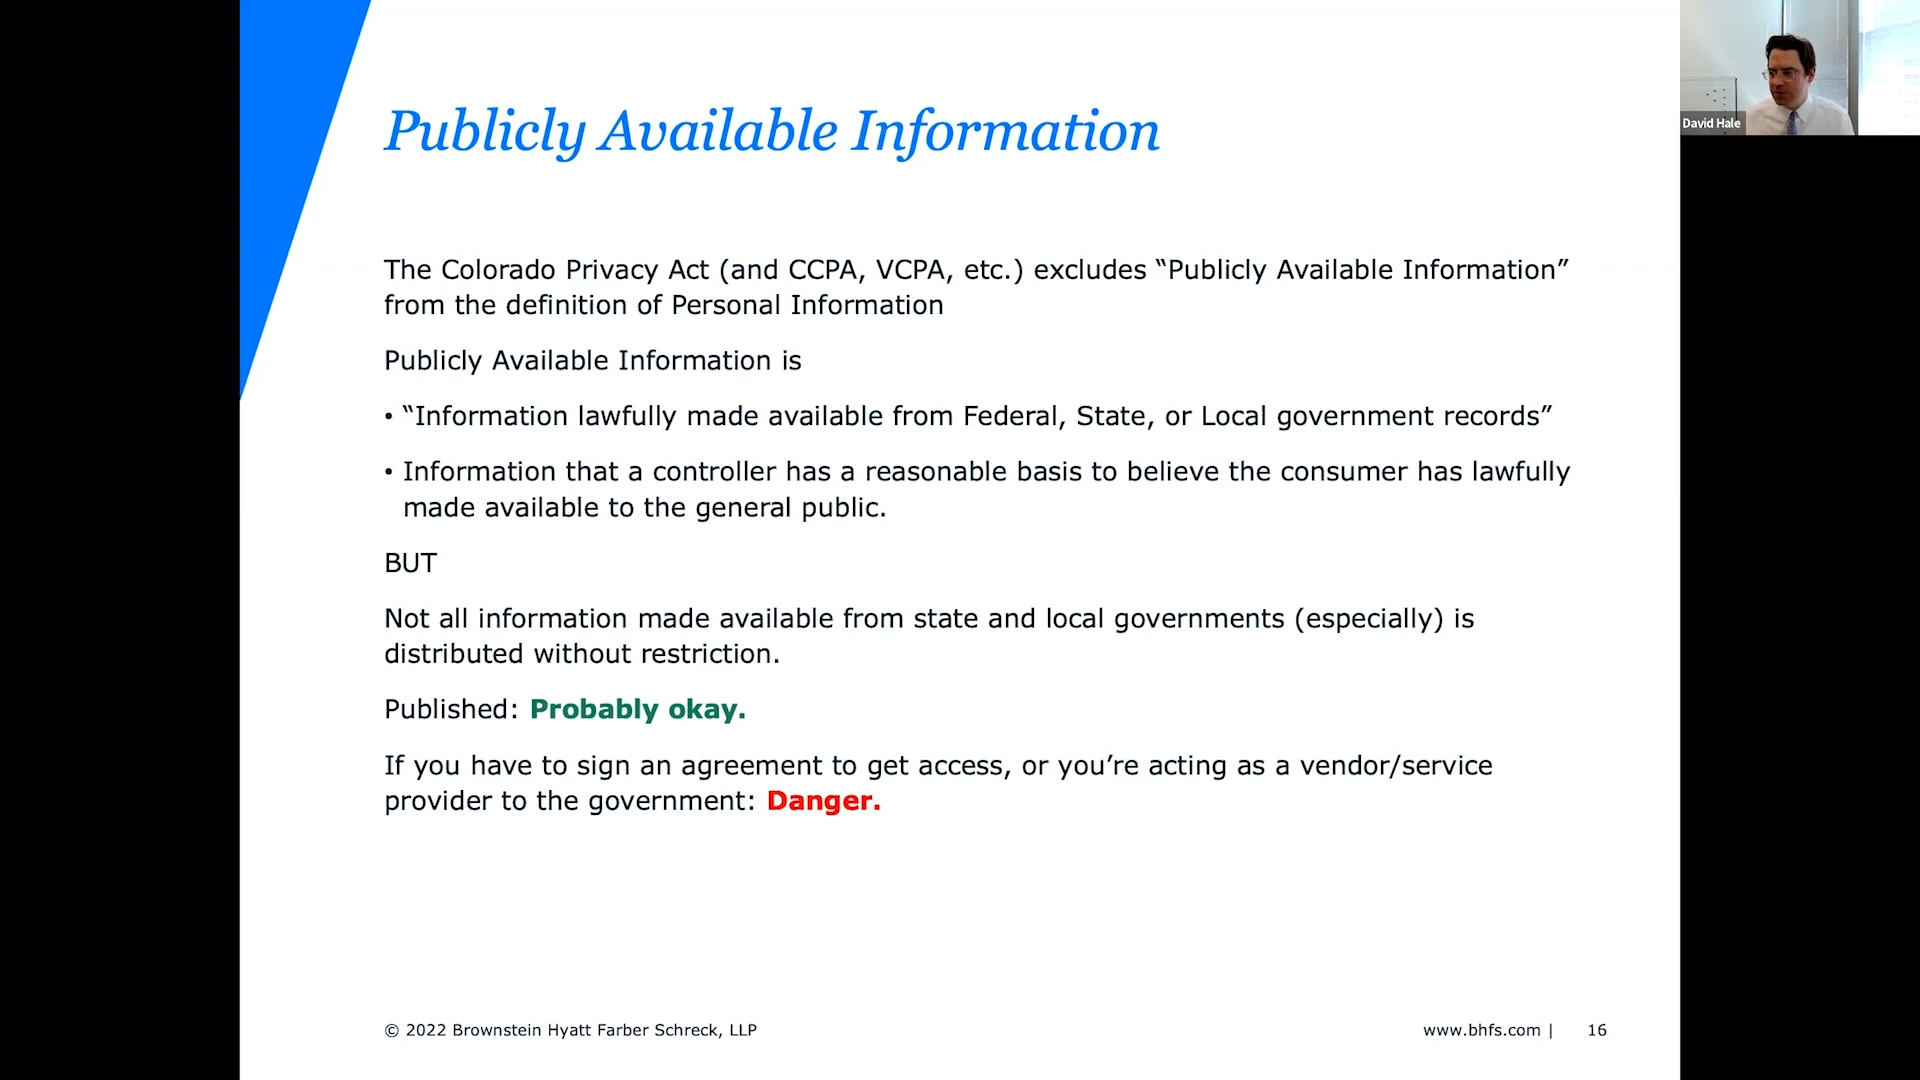 Publicly Available Information
David Hale
The Colorado Privacy Act (and CCPA, VCPA, etc.) excludes “Publicly Available Information”
from the definition of Personal Information
Publicly Available Information is
• “Information lawfully made available from Federal, State, or Local government records”
• Information that a controller has a reasonable basis to believe the consumer has lawfully
made available to the general public.
BUT
Not all information made available from state and local governments (especially) is
distributed without restriction.
Published: Probably okay.
If you have to sign an agreement to get access, or you’re acting as a vendor/service
provider to the government: Danger.
© 2022 Brownstein Hyatt Farber Schreck, LLP
www.bhfs.com | 16